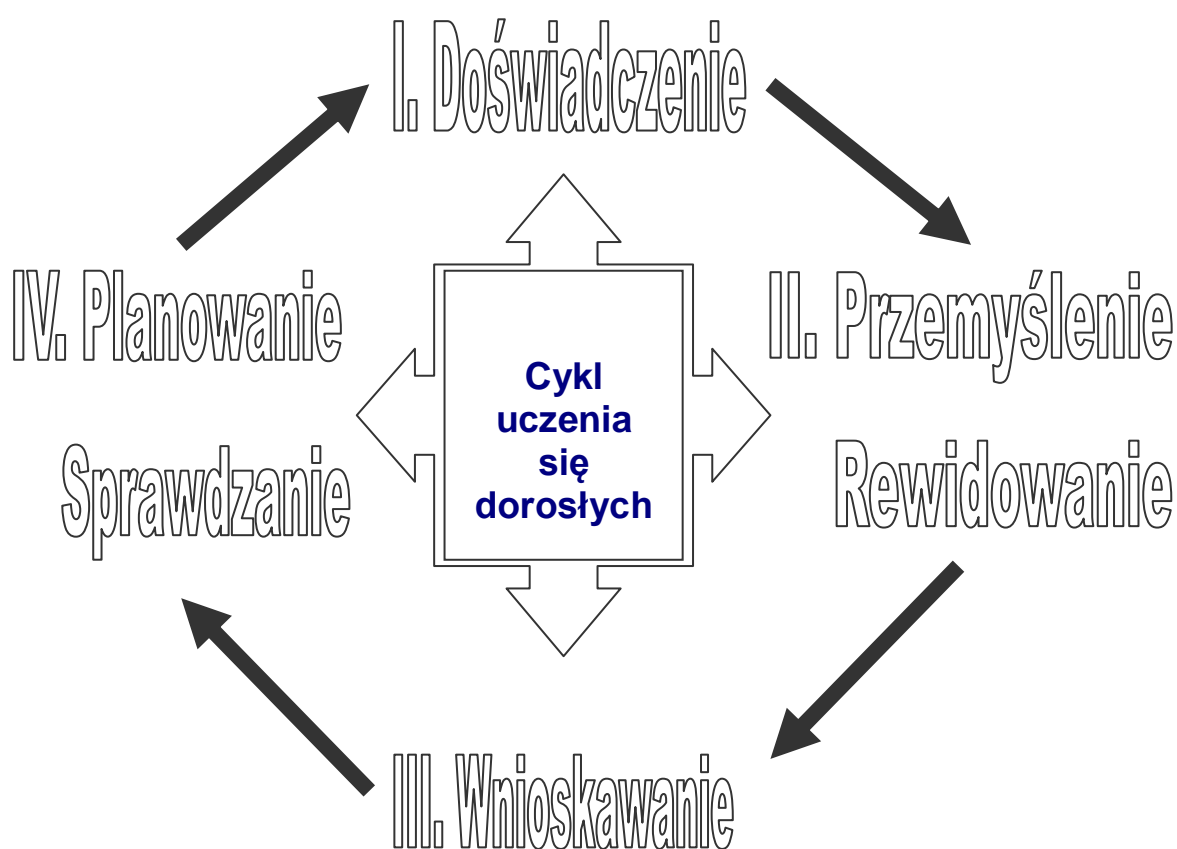 I. Doświadczenie
II. Przemyślenie
Rewidowanie
III. Wnioskawanie
IV. Planowanie
Sprawdzanie
Cykl
uczenia
się
dorosłych